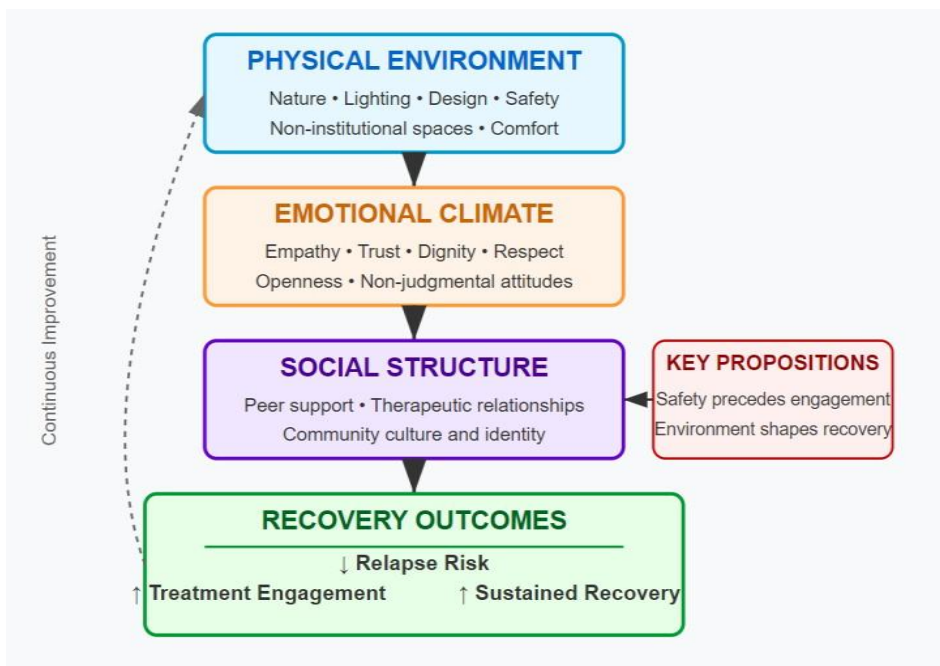 PHYSICAL ENVIRONMENT
Nature • Lighting • Design • Safety
Non-institutional spaces • Comfort
EMOTIONAL CLIMATE
Empathy • Trust • Dignity • Respect
Openness • Non-judgmental attitudes
Continuous Improvement
SOCIAL STRUCTURE
Peer support • Therapeutic relationships
Community culture and identity
KEY PROPOSITIONS
Safety precedes engagement
Environment shapes recovery
RECOVERY OUTCOMES
↓ Relapse Risk
↑ Treatment Engagement ↑ Sustained Recovery